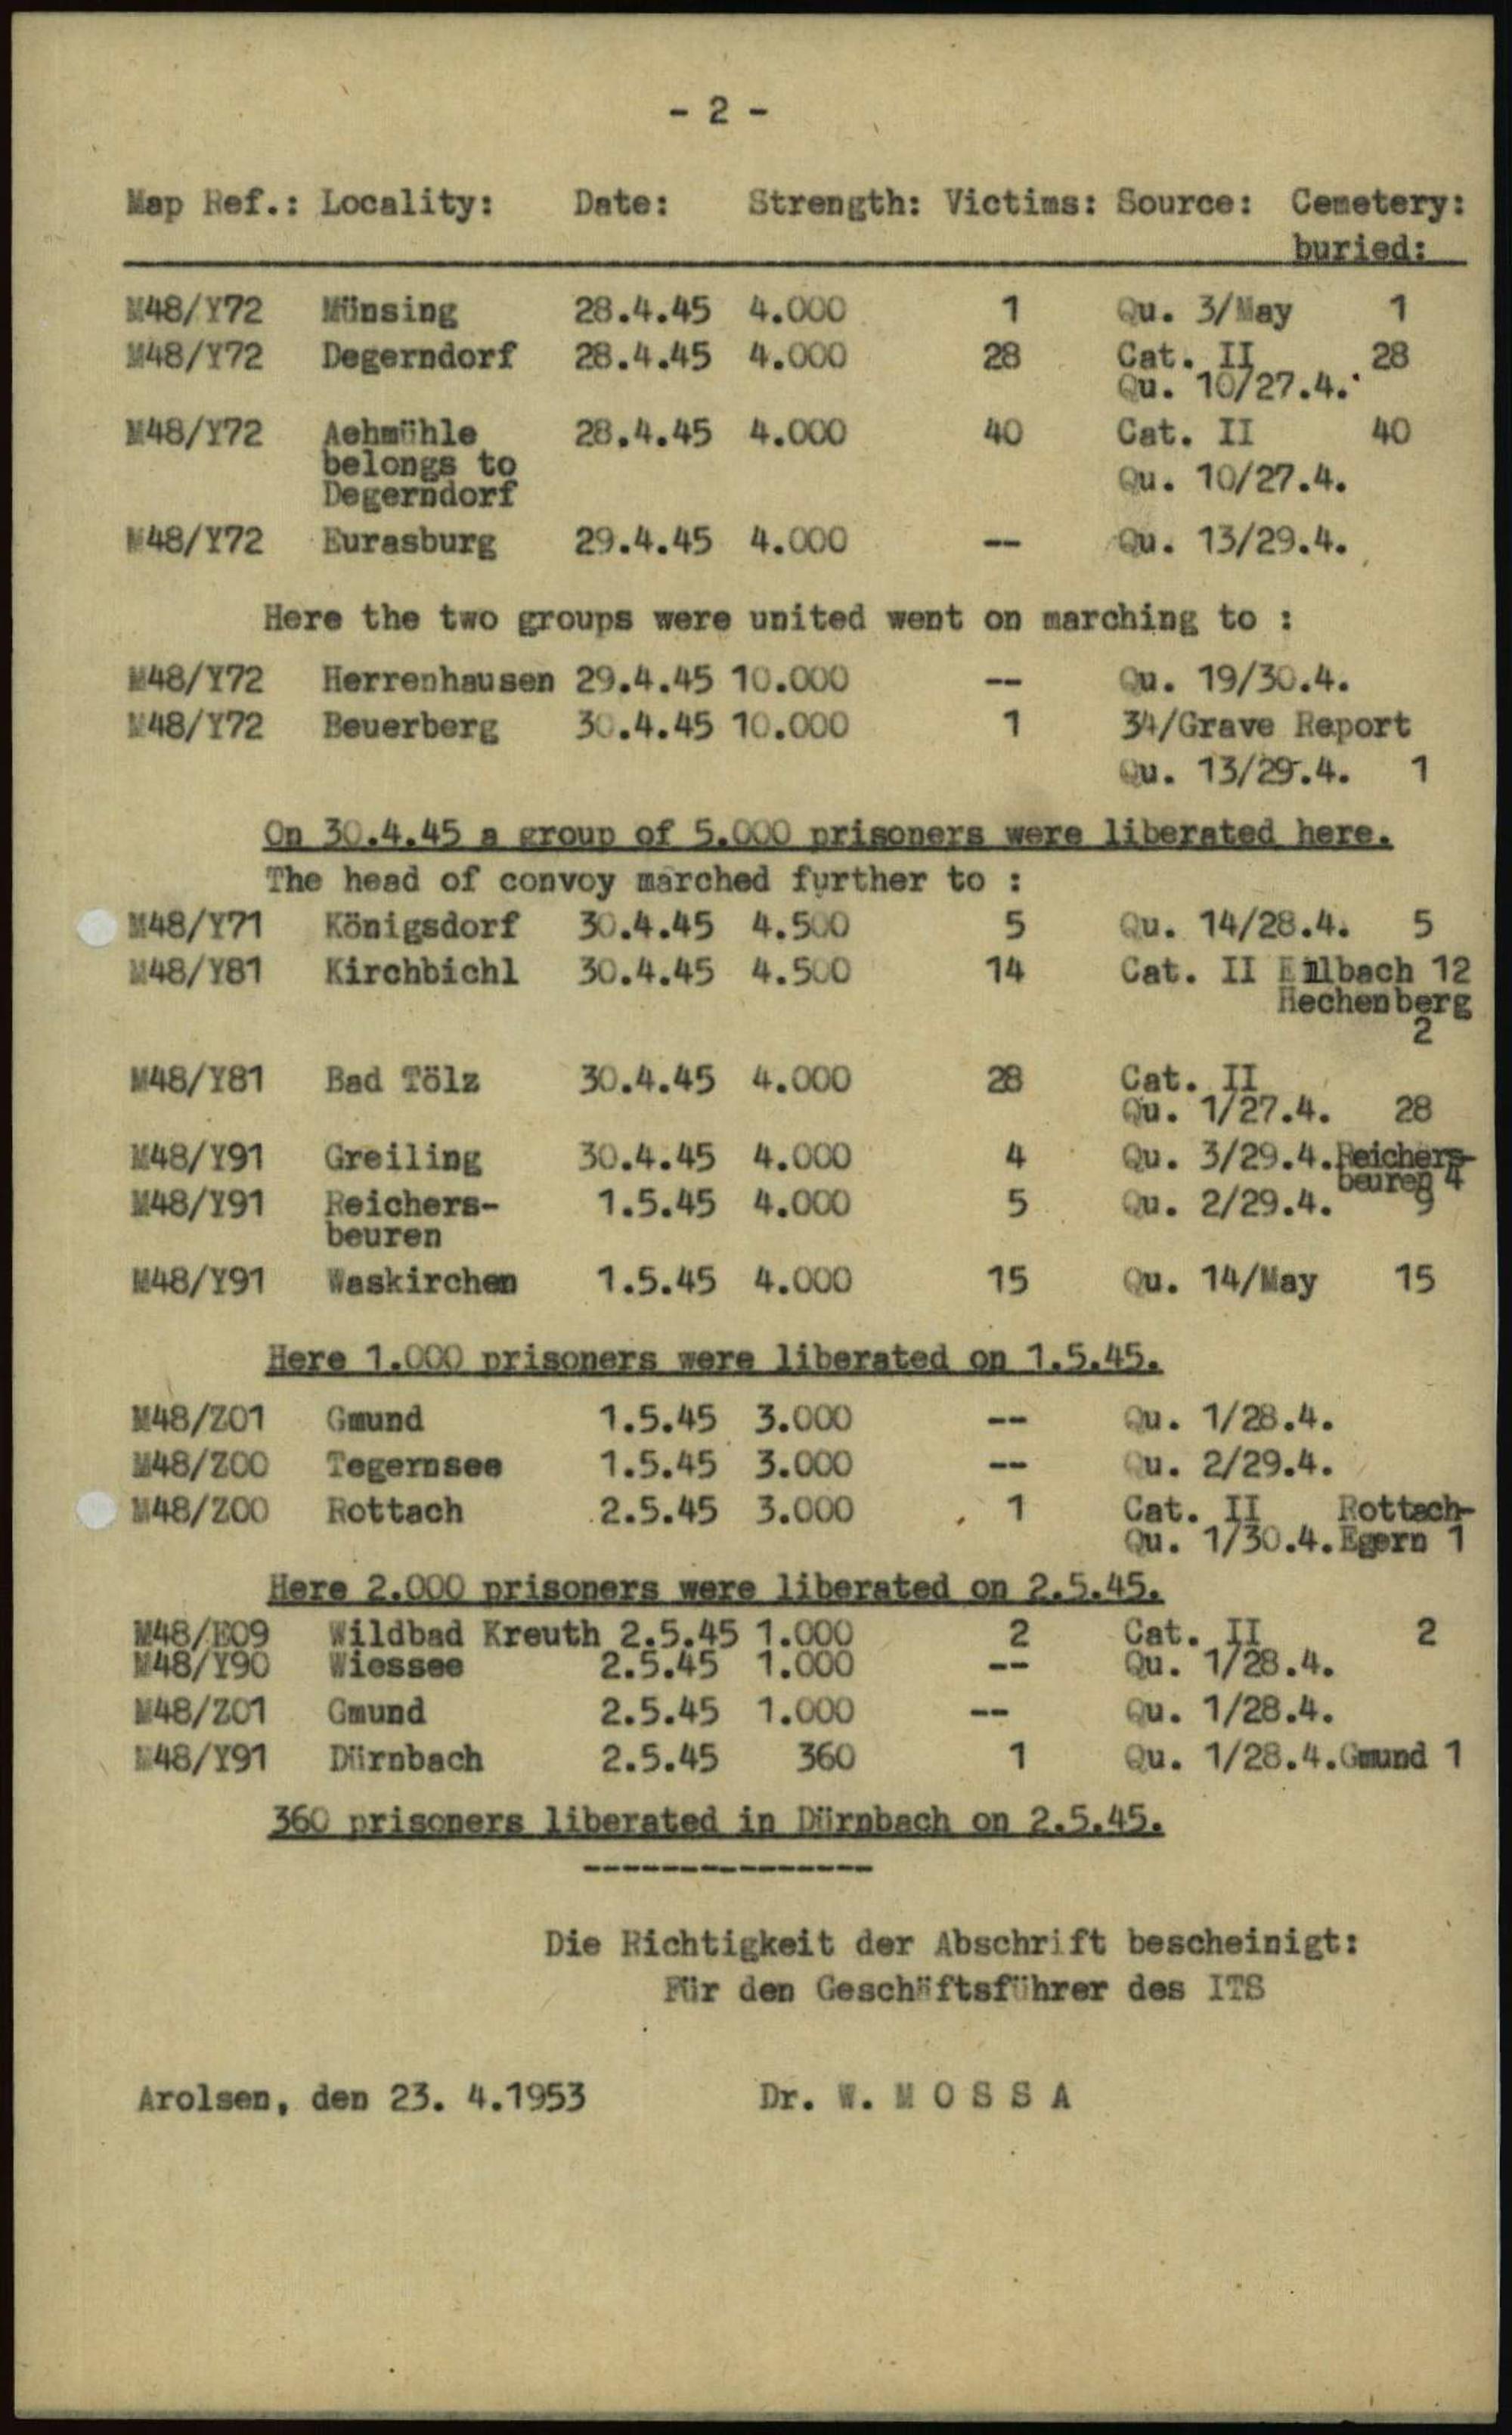 - 2 -
Map Ref.: Locality: Date: Strength: Victims: Source: Cemetery:
buried:
M48/Y72 Münsing 28.4.45 4.000 1 Qu. 3/May 1
M48/Y72 Degerndorf 28.4.45 4.000 28 Cat. II 28
Qu. 10/27.4.
M48/Y72 Aehmühle 28.4.45 4.000 40 Cat. II 40
belongs to
Qu. 10/27.4.
Degerndorf
M48/Y72 Eurasburg 29.4.45 4.000 -- Qu. 13/29.4.
Here the two groups were united went on marching to :
M48/Y72 Herrenhausen 29.4.45 10.000 -- Qu. 19/30.4.
M48/Y72 Beuerberg 30.4.45 10.000 1 34/Grave Report
Qu. 13/29.4. 1
On 30.4.45 a group of 5.000 prisoners were liberated here.
The head of convoy marched further to :
M48/Y71 Königsdorf 30.4.45 4.500 5 Qu. 14/28.4. 5
M48/Y81 Kirchbichl 30.4.45 4.500 14 Cat. II Ellbach 12
Hechenberg
2
M48/Y81 Bad Tölz 30.4.45 4.000 28 Cat. II
Qu. 1/27.4. 28
M48/Y91 Greiling 30.4.45 4.000 4 Qu. 3/29.4. Reichers-
beuren 4
M48/Y91 Reichers- 1.5.45 4.000 5 Qu. 2/29.4.
beuren
M48/Y91 Waskirchen 1.5.45 4.000 15 Qu. 14/May 15
Here 1.000 prisoners were liberated on 1.5.45.
M48/Z01 Gmund 1.5.45 3.000 -- Qu. 1/28.4.
M48/Z00 Tegernsee 1.5.45 3.000 -- Qu. 2/29.4.
M48/Z00 Rottach 2.5.45 3.000 1 Cat. II Rottach-
Qu. 1/30.4. Egern 1
Here 2.000 prisoners were liberated on 2.5.45.
M48/E09 Wildbad Kreuth 2.5.45 1.000 2 Cat. II 2
M48/Y90 Wiessee 2.5.45 1.000 -- Qu. 1/28.4.
M48/Z01 Gmund 2.5.45 1.000 -- Qu. 1/28.4.
M48/Y91 Dürnbach 2.5.45 360 1 Qu. 1/28.4. Gmund 1
360 prisoners liberated in Dürnbach on 2.5.45.
---------------
Die Richtigkeit der Abschrift bescheinigt:
Für den Geschäftsführer des ITS
Arolsen, den 23. 4.1953 Dr. W. M O S S A